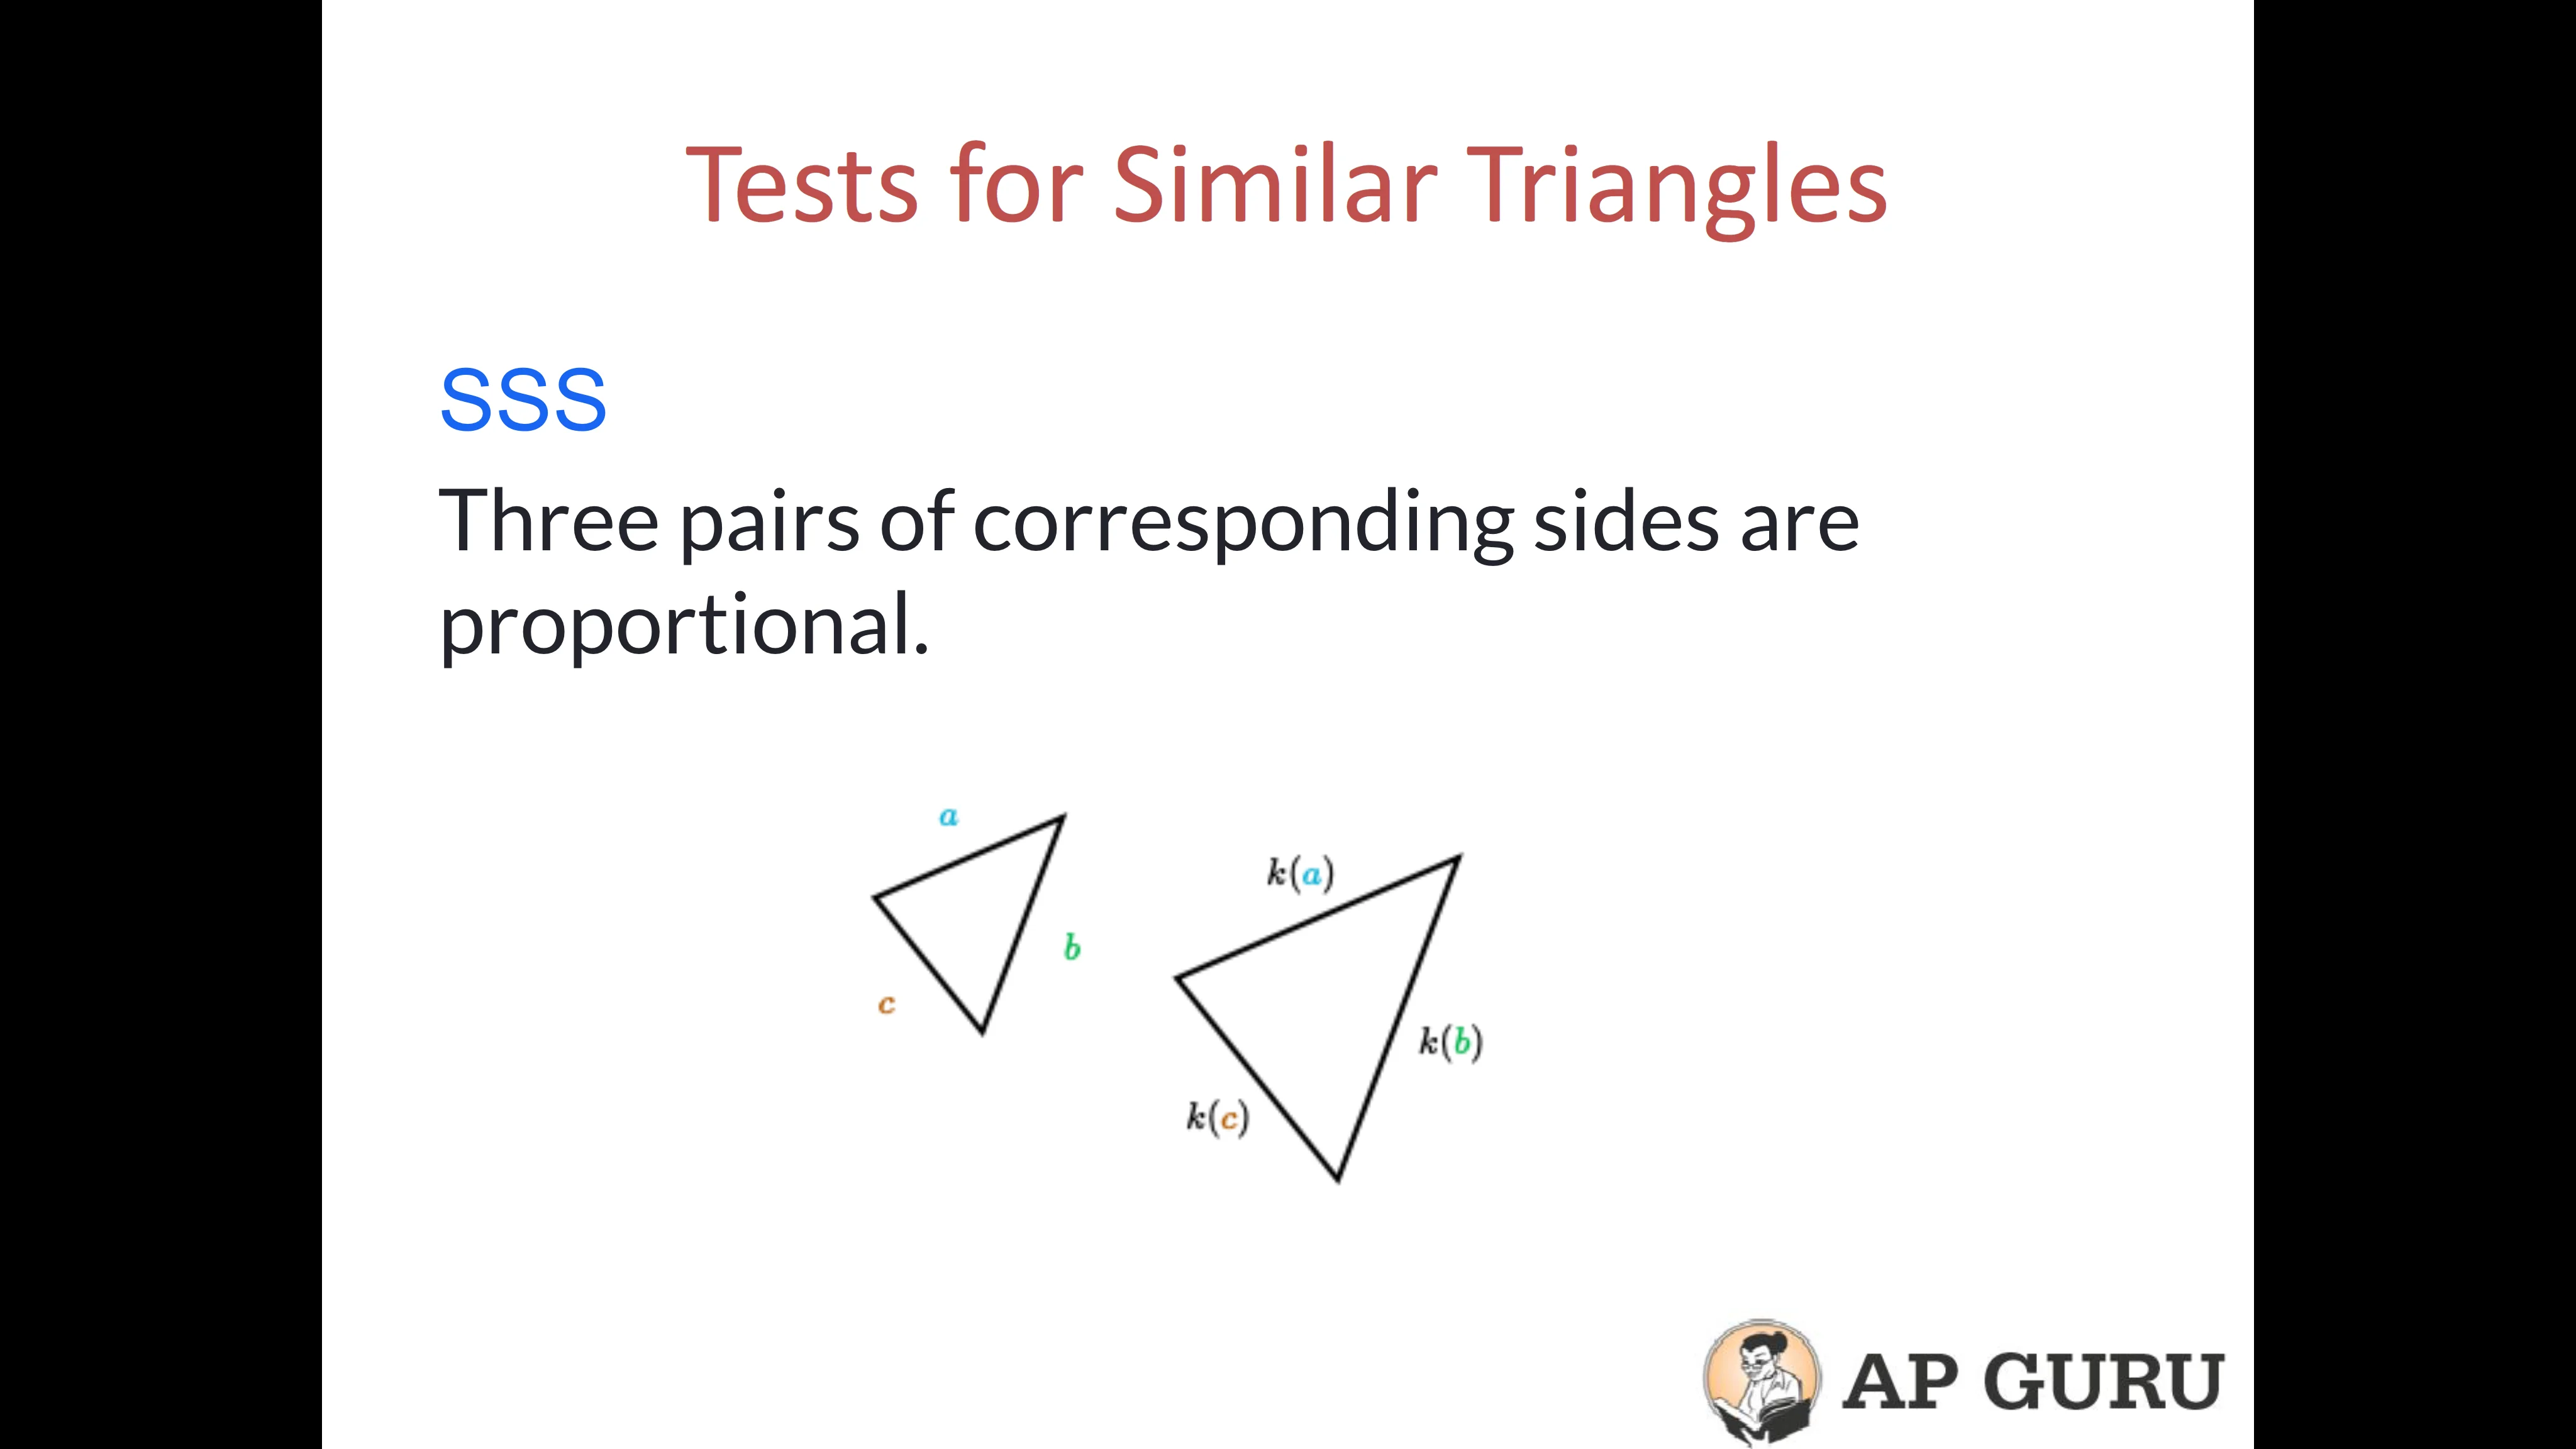 Tests for Similar Triangles
SSS
Three pairs of corresponding sides are
proportional.
a
k(a)
b
c
k(b)
k(c)
AP GURU